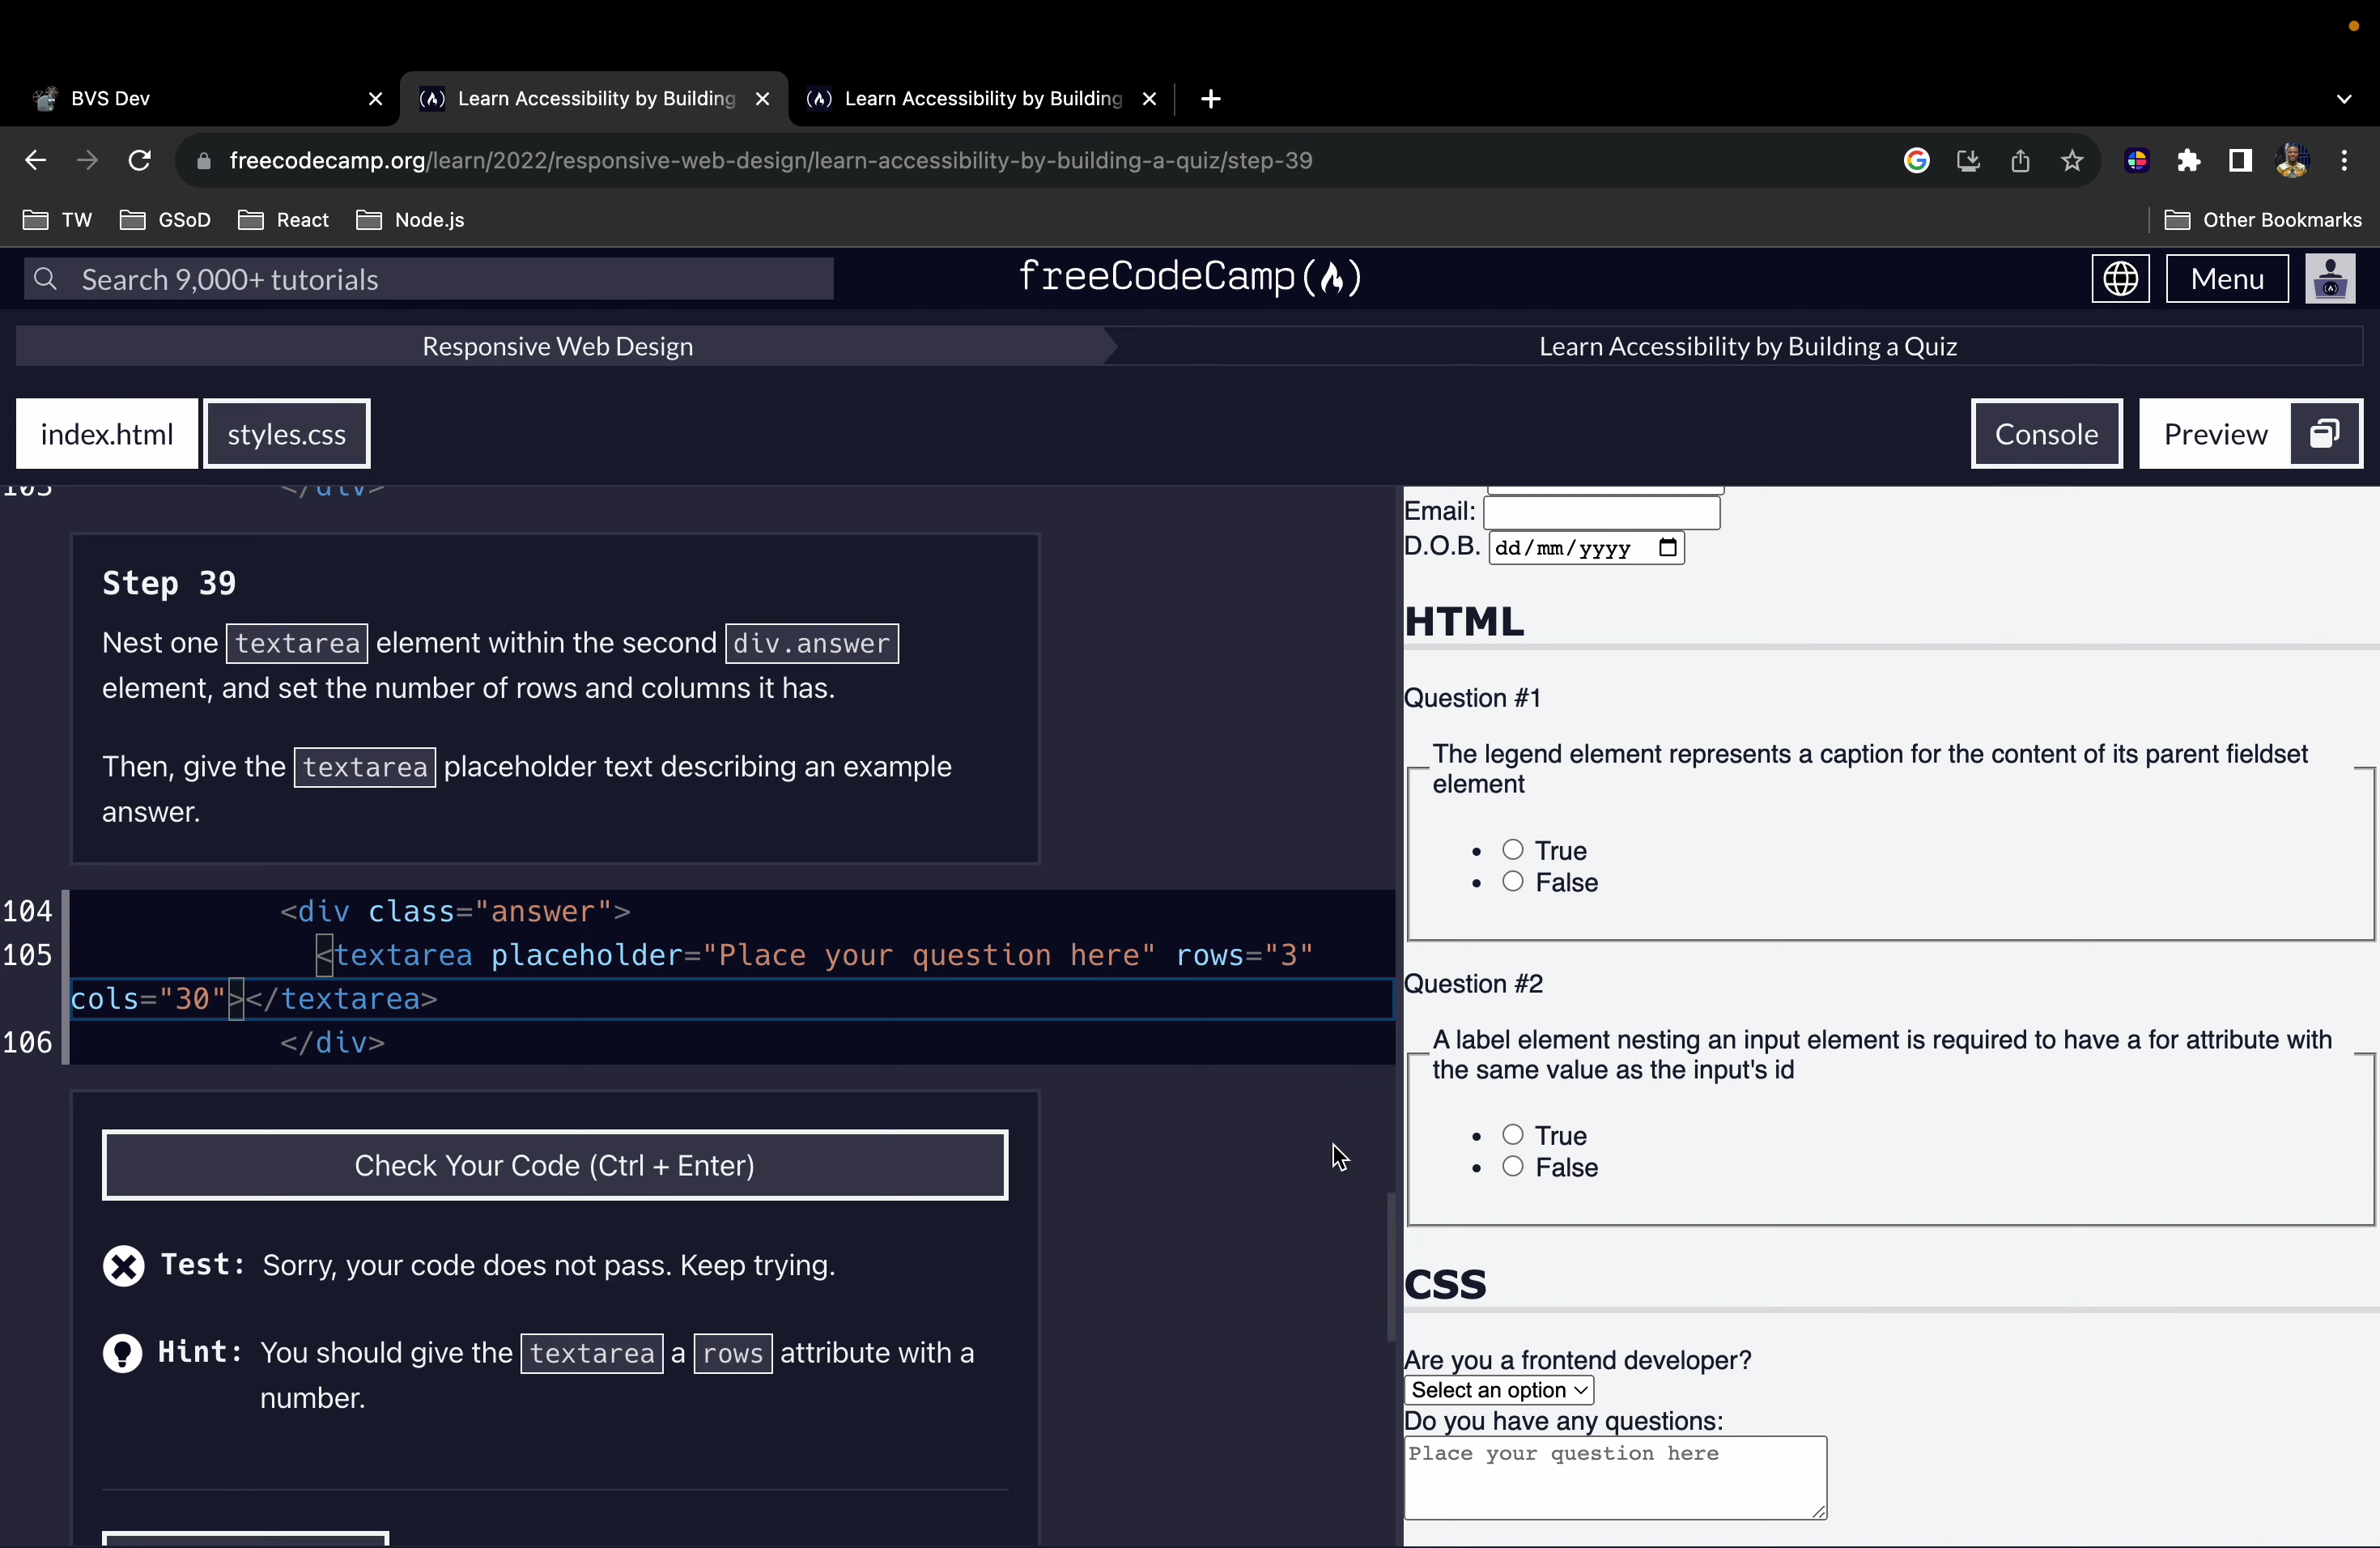 BVS Dev
Learn Accessibility by Building
Learn Accessibility by Building
freecodecamp.org/learn/2022/responsive-web-design/learn-accessibility-by-building-a-quiz/step-39
TW
GSoD
React
Node.js
Other Bookmarks
Search 9,000+ tutorials
freeCodeCamp
Menu
Responsive Web Design
Learn Accessibility by Building a Quiz
index.html
styles.css
Console
Preview
103 </div>
Step 39
Nest one textarea element within the second div.answer
element, and set the number of rows and columns it has.
Then, give the textarea placeholder text describing an example
answer.
104 <div class="answer">
105 <textarea placeholder="Place your question here" rows="3"
cols="30"></textarea>
106 </div>
Check Your Code (Ctrl + Enter)
Test: Sorry, your code does not pass. Keep trying.
Hint: You should give the textarea a rows attribute with a
number.
Email:
D.O.B. dd/mm/yyyy
HTML
Question #1
The legend element represents a caption for the content of its parent fieldset
element
True
False
Question #2
A label element nesting an input element is required to have a for attribute with
the same value as the input's id
True
False
CSS
Are you a frontend developer?
Select an option
Do you have any questions:
Place your question here